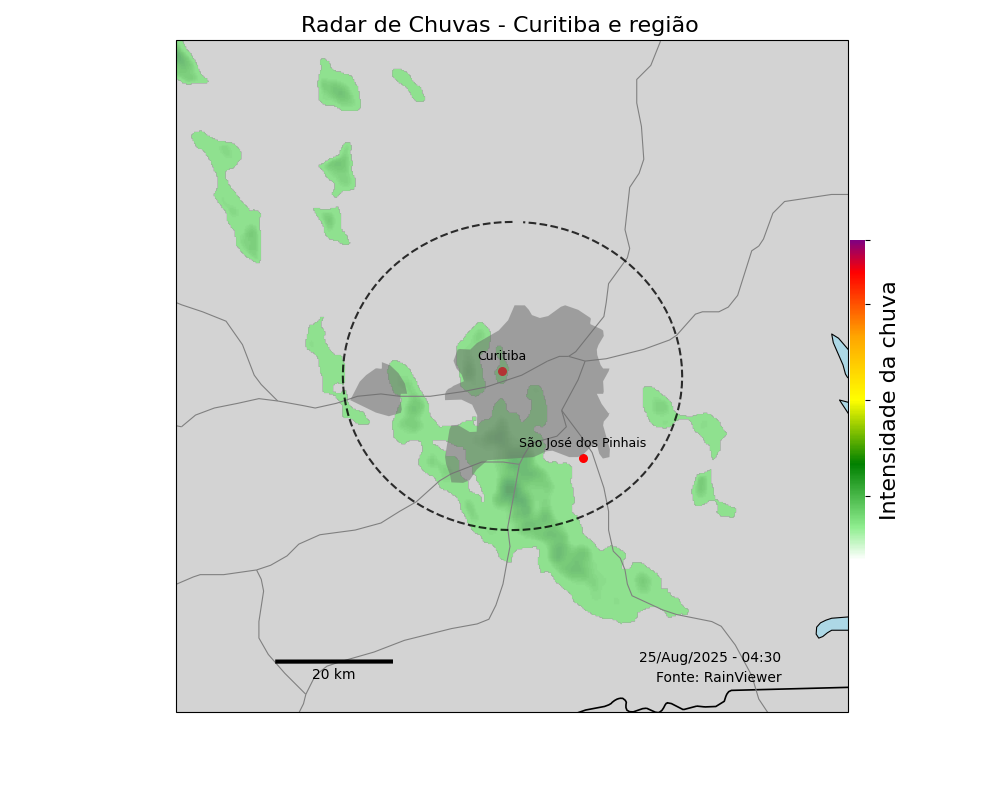 Radar de Chuvas - Curitiba e região
Curitiba
São José dos Pinhais
Intensidade da chuva
25/Aug/2025 - 04:30
20 km
Fonte: RainViewer